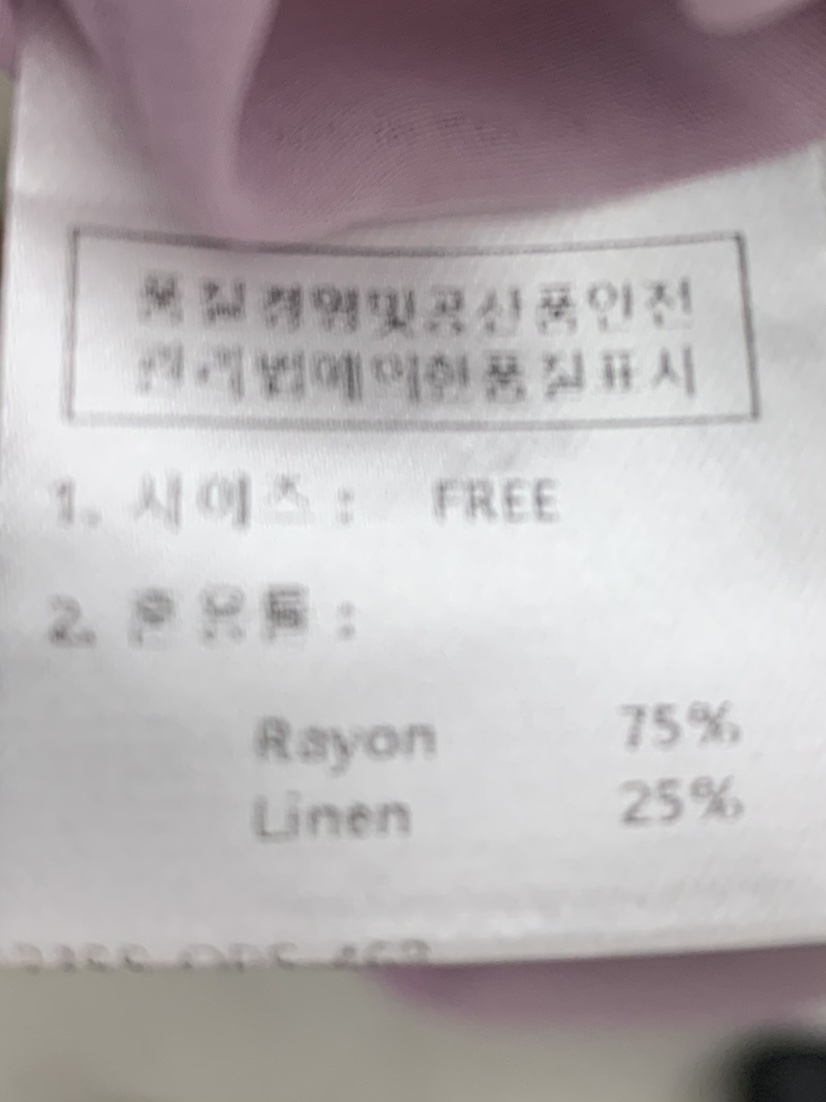 품질경영및공산품안전
관리법에의한품질표시
1. 사이즈 : FREE
2. 혼용률 :
Rayon 75%
Linen 25%